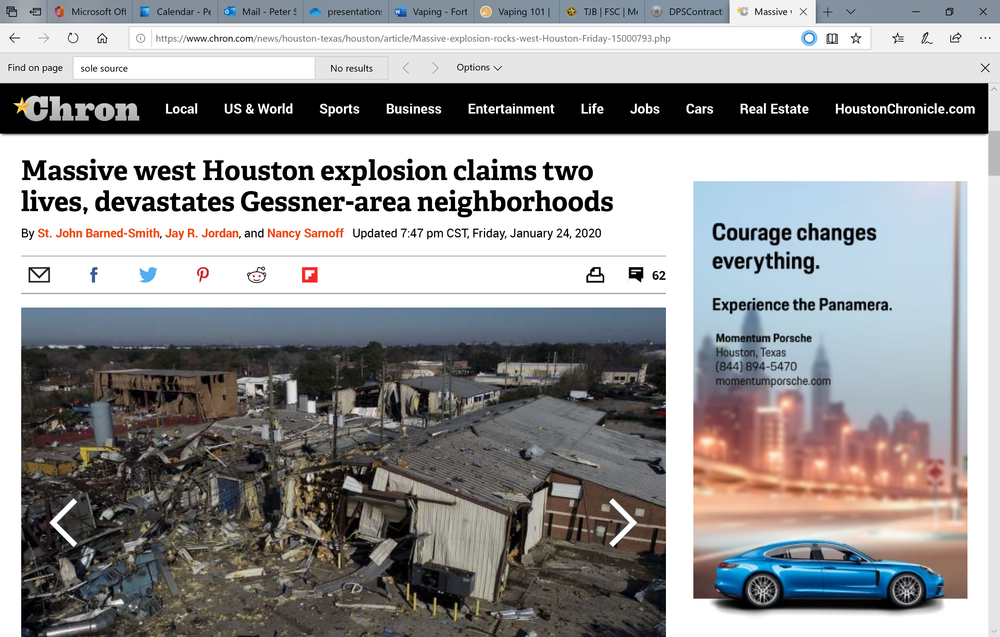 Microsoft Off
Calendar - Pe
Mail - Peter S
presentations
Vaping - Fort
Vaping 101 |
TJB | FSC | Me
DPSContract
Massive
https://www.chron.com/news/houston-texas/houston/article/Massive-explosion-rocks-west-Houston-Friday-15000793.php
Find on page
sole source
No results
Options
Chron
Local
US & World
Sports
Business
Entertainment
Life
Jobs
Cars
Real Estate
HoustonChronicle.com
Massive west Houston explosion claims two
lives, devastates Gessner-area neighborhoods
By St. John Barned-Smith, Jay R. Jordan, and Nancy Sarnoff Updated 7:47 pm CST, Friday, January 24, 2020
62
Courage changes
everything.
Experience the Panamera.
Momentum Porsche
Houston, Texas
(844) 894-5470
momentumporsche.com